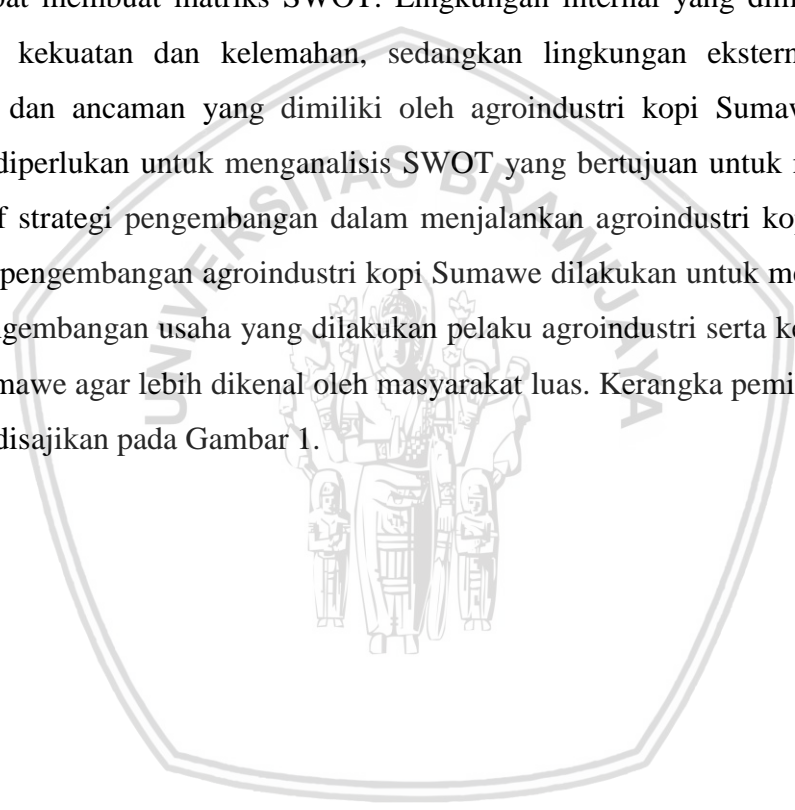 membuat matriks SWOT. Lingkungan internal yang
kekuatan dan kelemahan, sedangkan lingkungan
dan ancaman yang dimiliki oleh agroindustri kopi
diperlukan untuk menganalisis SWOT yang bertujuan untuk
strategi pengembangan dalam menjalankan agroindustri
pengembangan agroindustri kopi Sumawe dilakukan untuk
usaha yang dilakukan pelaku agroindustri serta
agar lebih dikenal oleh masyarakat luas. Kerangka
disajikan pada Gambar 1.
UNIVERSITAS BRAWIJAYA